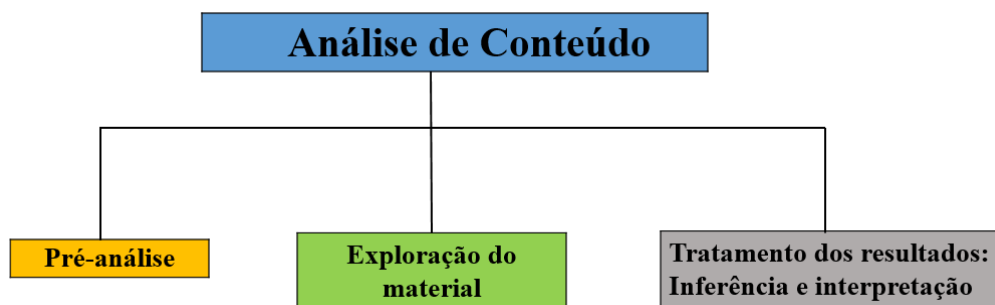 Análise de Conteúdo
Pré-análise
Exploração do
material
Tratamento dos resultados:
Inferência e interpretação